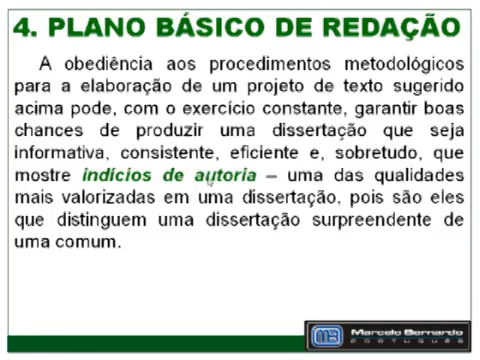 4. PLANO BÁSICO DE REDAÇÃO
A obediência aos procedimentos metodológicos
para a elaboração de um projeto de texto sugerido
acima pode, com o exercício constante, garantir boas
chances de produzir uma dissertação que seja
informativa, consistente, eficiente e, sobretudo, que
mostre indícios de autoria – uma das qualidades
mais valorizadas em uma dissertação, pois são eles
que distinguem uma dissertação surpreendente de
uma comum.
MB Marcelo Bernardo
PORTUGUÊS